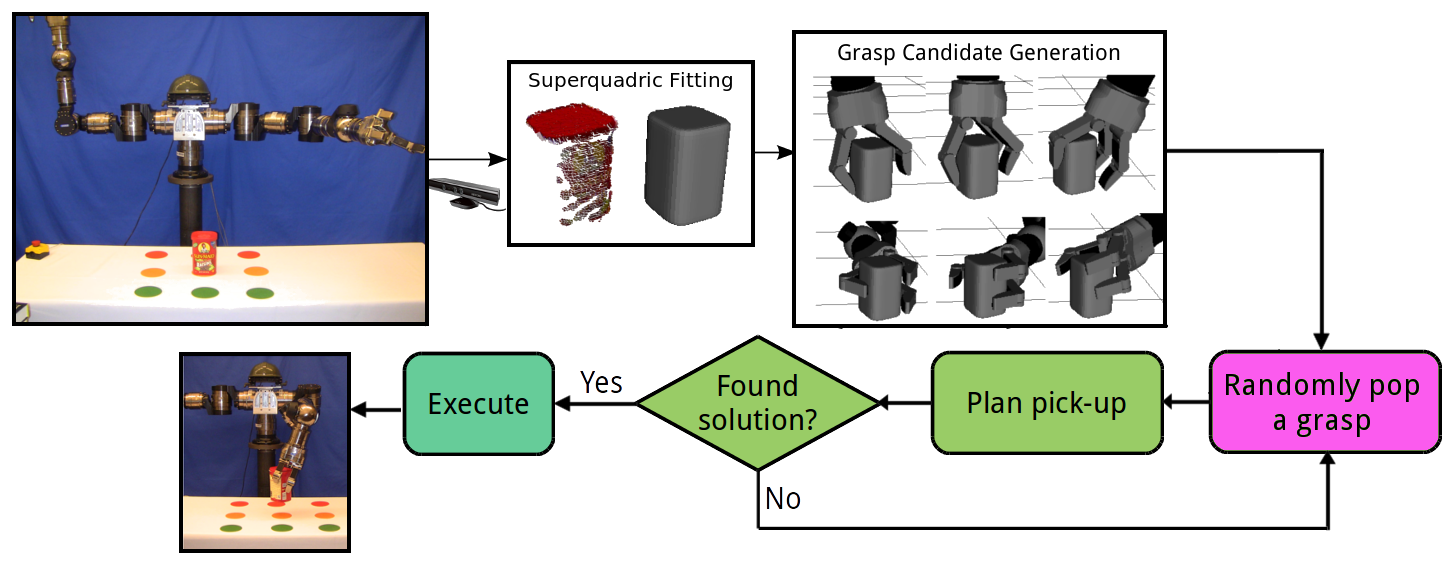 Superquadric Fitting
Grasp Candidate Generation
Randomly pop
a grasp
Plan pick-up
Found
solution?
Yes
No
Execute